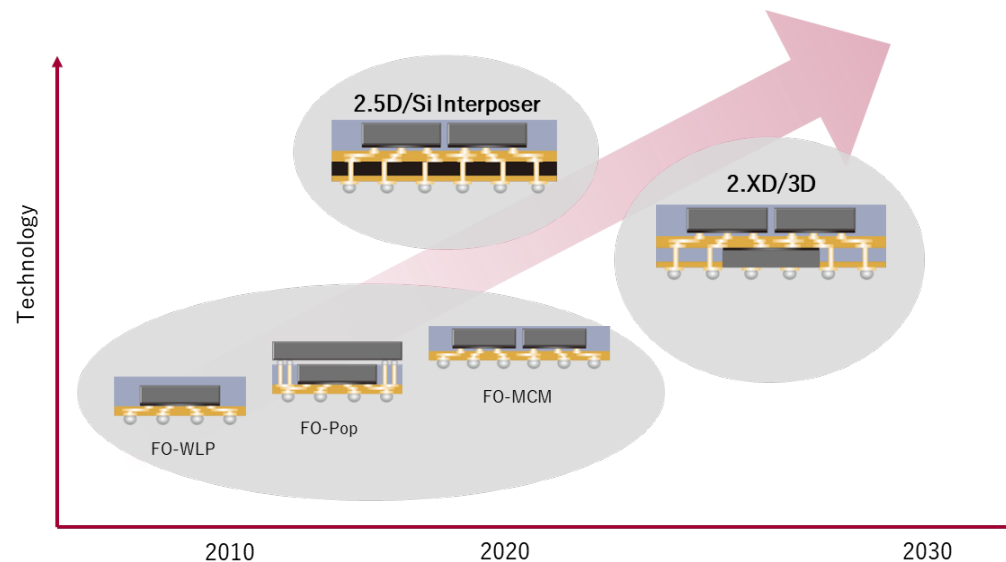 2.5D/Si Interposer
2.XD/3D
Technology
FO-WLP
FO-Pop
FO-MCM
2010
2020
2030